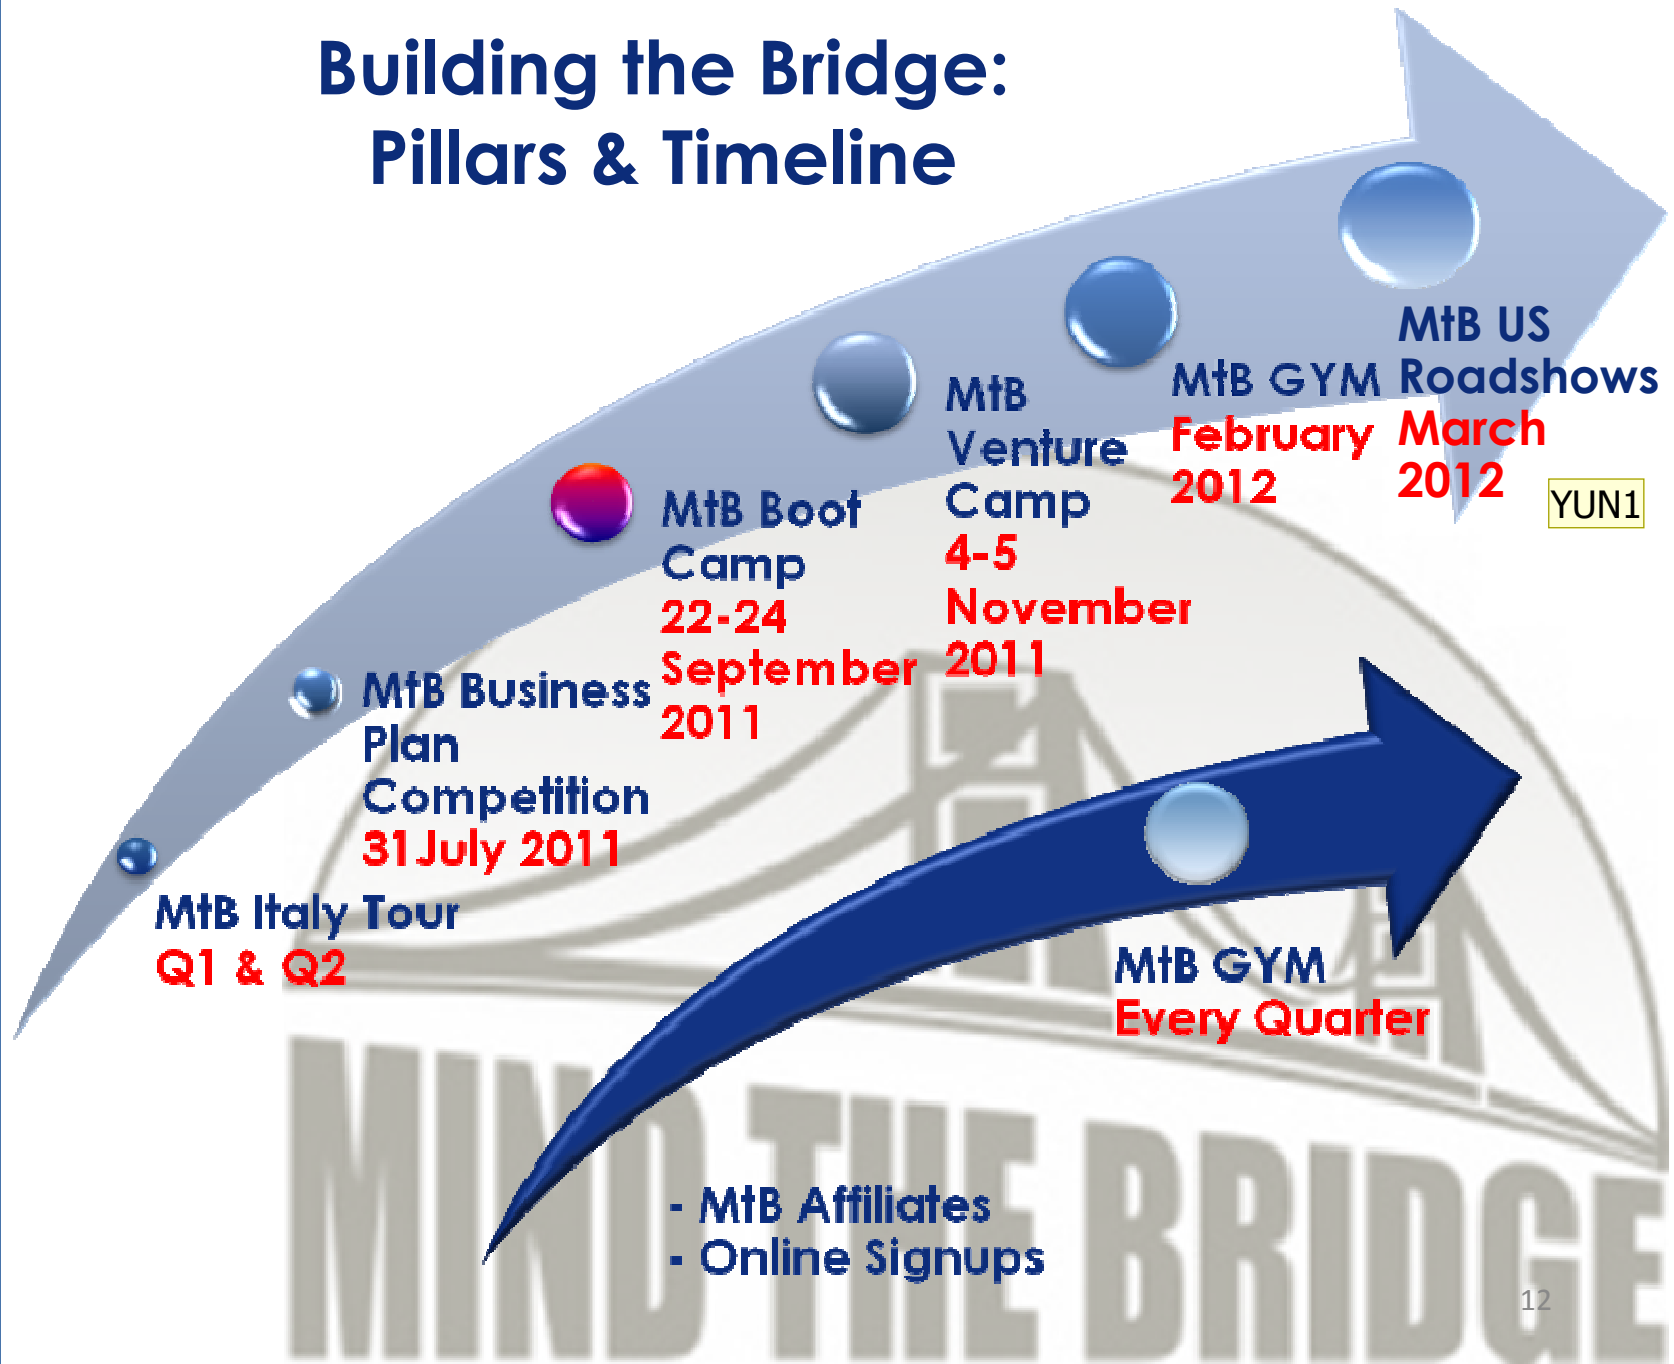 Building the Bridge:
Pillars & Timeline
MtB US
Roadshows
March
2012
YUN1
MtB GYM
February
2012
MtB
Venture
Camp
4-5
November
2011
MtB Boot
Camp
22-24
September
2011
MtB Business
Plan
Competition
31July 2011
MtB Italy Tour
Q1 & Q2
MtB GYM
Every Quarter
- MtB Affiliates
- Online Signups
MIND THE BRIDGE
12